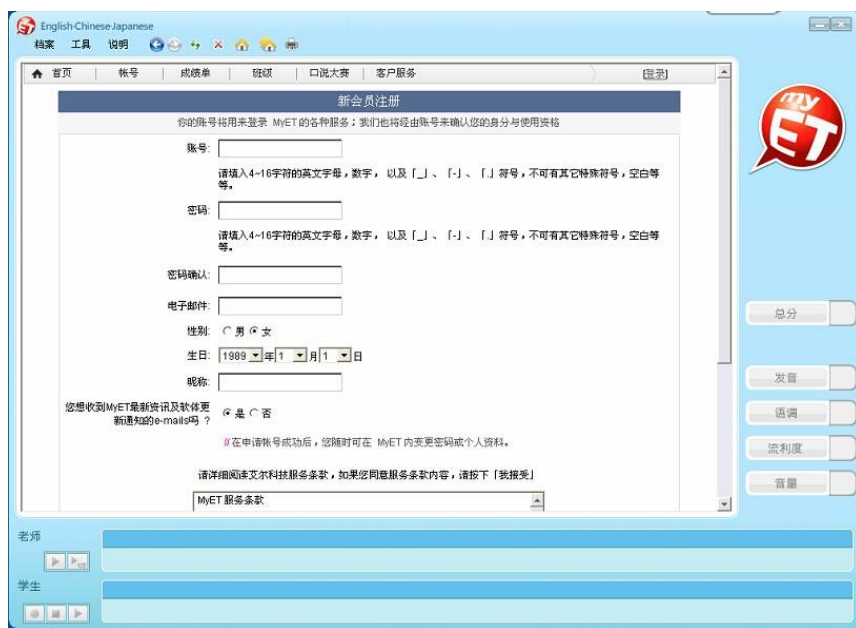 English-Chinese-Japanese
档案 工具 说明
首页 | 帐号 | 成绩单 | 班级 | 口说大赛 | 客户服务 [登录]
新会员注册
你的账号将用来登录 MyET 的各种服务；我们也将经由账号来确认您的身分与使用资格
账号:
请填入4~16字符的英文字母，数字， 以及「_」、「-」、「.」符号，不可有其它特殊符号，空白等
等。
密码:
请填入4~16字符的英文字母，数字， 以及「_」、「-」、「.」符号，不可有其它特殊符号，空白等
等。
密码确认:
电子邮件:
性别: 男 女
生日: 1989 年 1 月 1 日
昵称:
您想收到MyET最新资讯及软体更
新通知的e-mails吗 ? 是 否
//在申请帐号成功后，您随时可在 MyET 内变更密码或个人资料。
请详细阅读艾尔科技服务条款，如果您同意服务条款内容，请按下「我接受」
MyET 服务条款
my
ET
总分
发音
语调
流利度
音量
老师
1/2
学生